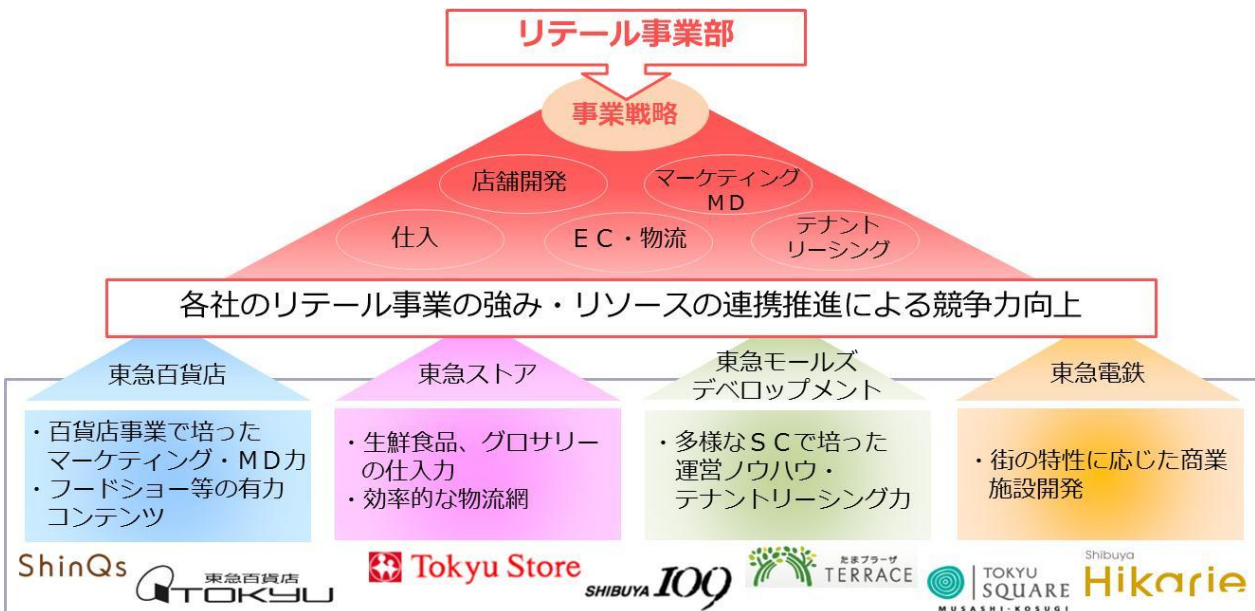 リテール事業部
事業戦略
店舗開発
マーケティング
MD
仕入
EC・物流
テナント
リーシング
各社のリテール事業の強み・リソースの連携推進による競争力向上
東急百貨店
・百貨店事業で培った
マーケティング・MD力
・フードショー等の有力
コンテンツ
東急ストア
・生鮮食品、グロサリー
の仕入力
・効率的な物流網
東急モールズ
デベロップメント
・多様なSCで培った
運営ノウハウ・
テナントリーシング力
東急電鉄
・街の特性に応じた商業
施設開発
ShinQs
東急百貨店
TOKYU
Tokyu Store
SHIBUYA 109
たまプラーザ
TERRACE
TOKYU
SQUARE
MUSASHI-KOSUGI
Shibuya
Hikarie